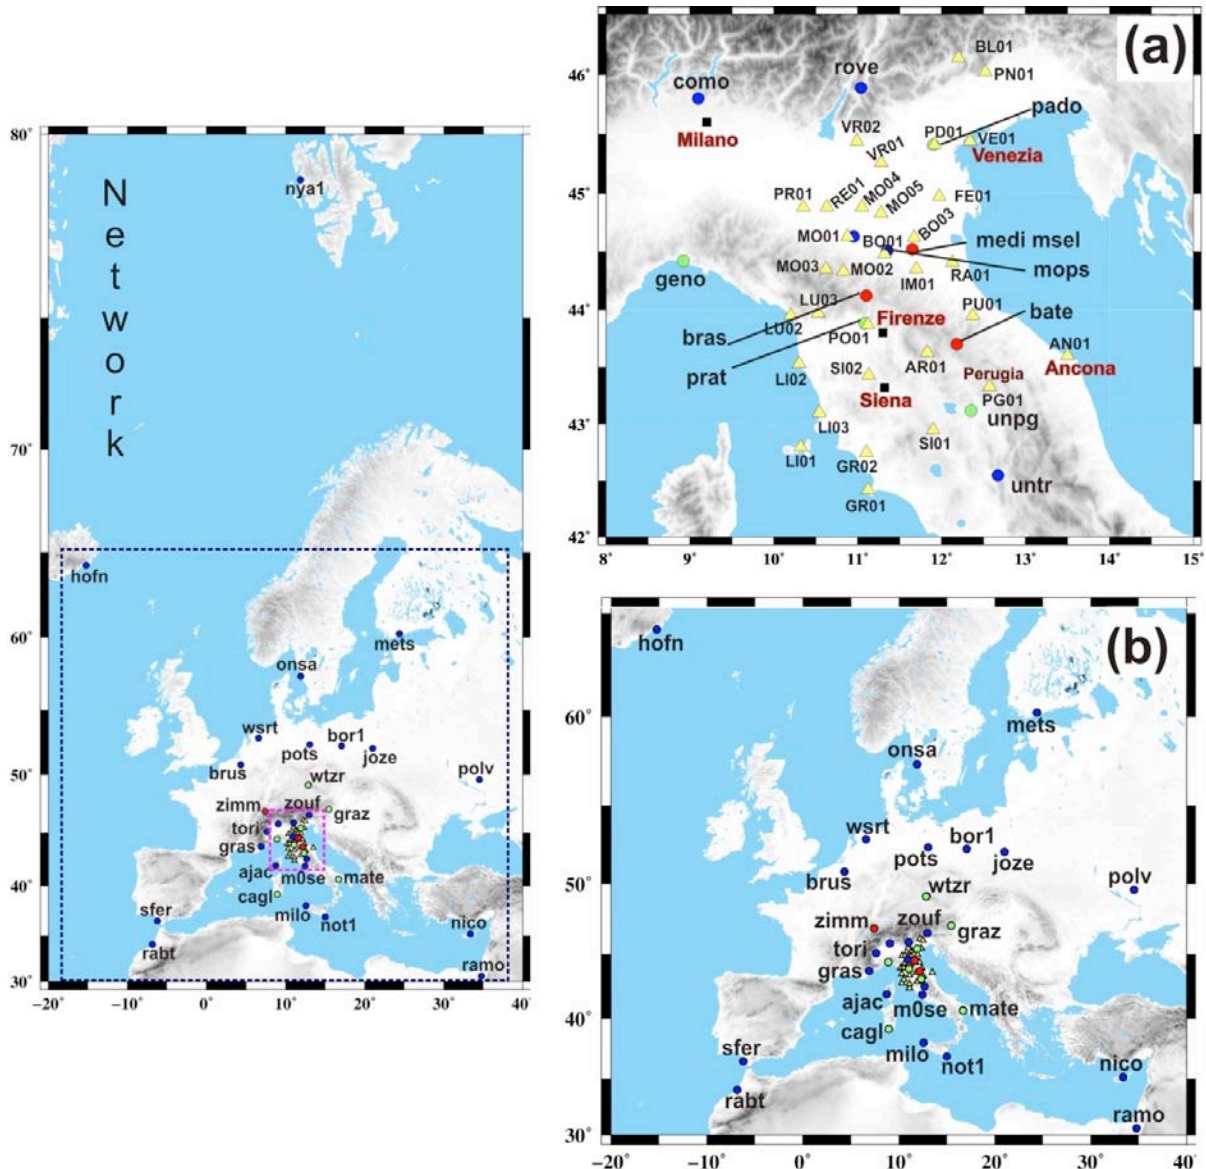 Network
80°
70°
60°
50°
40°
30°
-20°
-10°
0°
10°
20°
30°
40°
nya1
hofn
mets
onsa
wsrt
bor1
pots
joze
brus
polv
wtzr
zimm
zouf
graz
tori
gras
ajac
m0se
mate
cagl
milo
not1
sfer
nico
rabt
ramo
(a)
46°
45°
44°
43°
42°
8°
9°
10°
11°
12°
13°
14°
15°
BL01
PN01
rove
como
pado
Milano
VR02
PD01
VE01
Venezia
VR01
PR01
RE01
MO04
MO05
FE01
BO03
MO01
BO01
medi msel
mops
MO03
MO02
IM01
RA01
geno
LU03
PU01
bate
LU02
Firenze
bras
PO01
AN01
prat
AR01
Ancona
LI02
SI02
Perugia
Siena
PG01
LI03
unpg
SI01
LI01
GR02
untr
GR01
(b)
60°
50°
40°
30°
-20°
-10°
0°
10°
20°
30°
40°
hofn
mets
onsa
wsrt
bor1
pots
joze
brus
polv
wtzr
zimm
zouf
graz
tori
gras
ajac
m0se
mate
cagl
milo
not1
sfer
nico
rabt
ramo